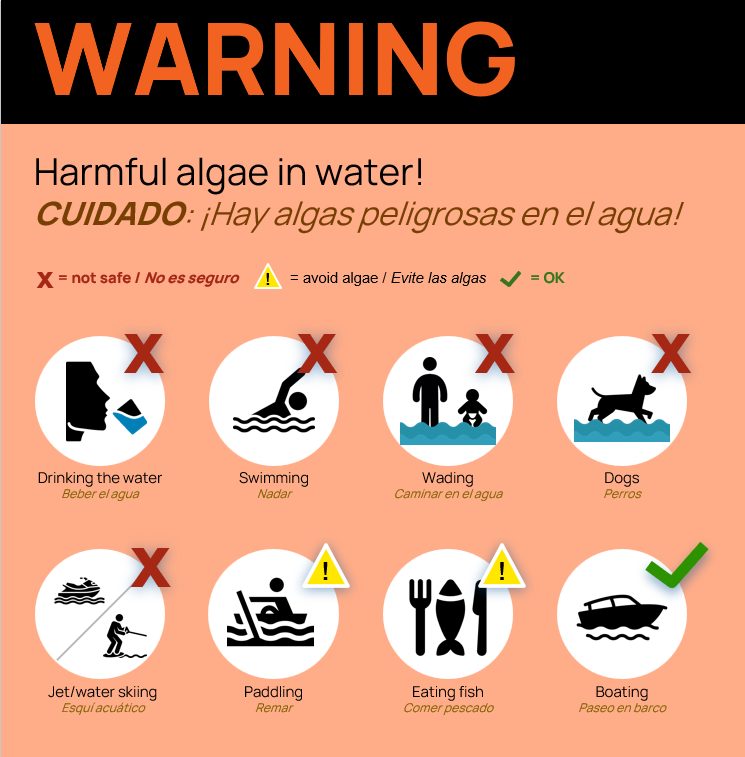 WARNING
Harmful algae in water!
CUIDADO: ¡Hay algas peligrosas en el agua!
X = not safe / No es seguro ! = avoid algae / Evite las algas ✓ = OK
X X X X
Drinking the water Swimming Wading Dogs
Beber el agua Nadar Caminar en el agua Perros
X ! ! ✓
Jet/water skiing Paddling Eating fish Boating
Esquí acuático Remar Comer pescado Paseo en barco